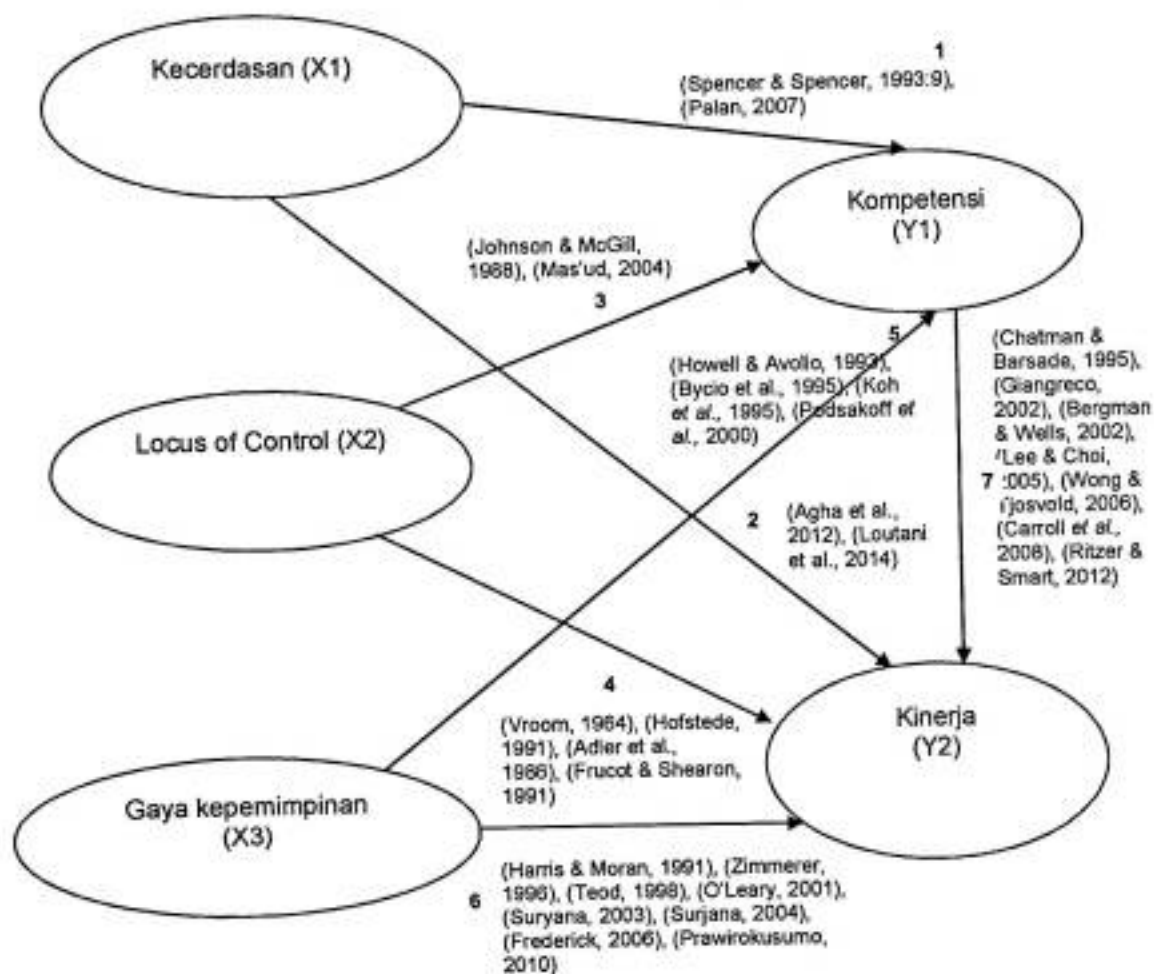 Kecerdasan (X1)
1
(Spencer & Spencer, 1993:9),
(Palan, 2007)
Kompetensi
(Y1)
(Johnson & McGill,
1988), (Mas'ud, 2004)
3
5
(Howell & Avolio, 1993),
(Bycio et al., 1995), (Koh
et al., 1995), (Podsakoff et
al., 2000)
(Chatman &
Barsade, 1995),
(Giangreco,
2002), (Bergman
& Wells, 2002),
Lee & Choi,
7 :005), (Wong &
josvold, 2006),
(Carroll et al.,
2008), (Ritzer &
Smart, 2012)
Locus of Control (X2)
2
(Agha et al.,
2012), (Loutani
et al., 2014)
4
(Vroom, 1964), (Hofstede,
1991), (Adler et al.,
1966), (Frucot & Shearon,
1991)
Kinerja
(Y2)
Gaya kepemimpinan
(X3)
6
(Harris & Moran, 1991), (Zimmerer,
1996), (Teod, 1998), (O'Leary, 2001),
(Suryana, 2003), (Surjana, 2004),
(Frederick, 2006), (Prawirokusumo,
2010)